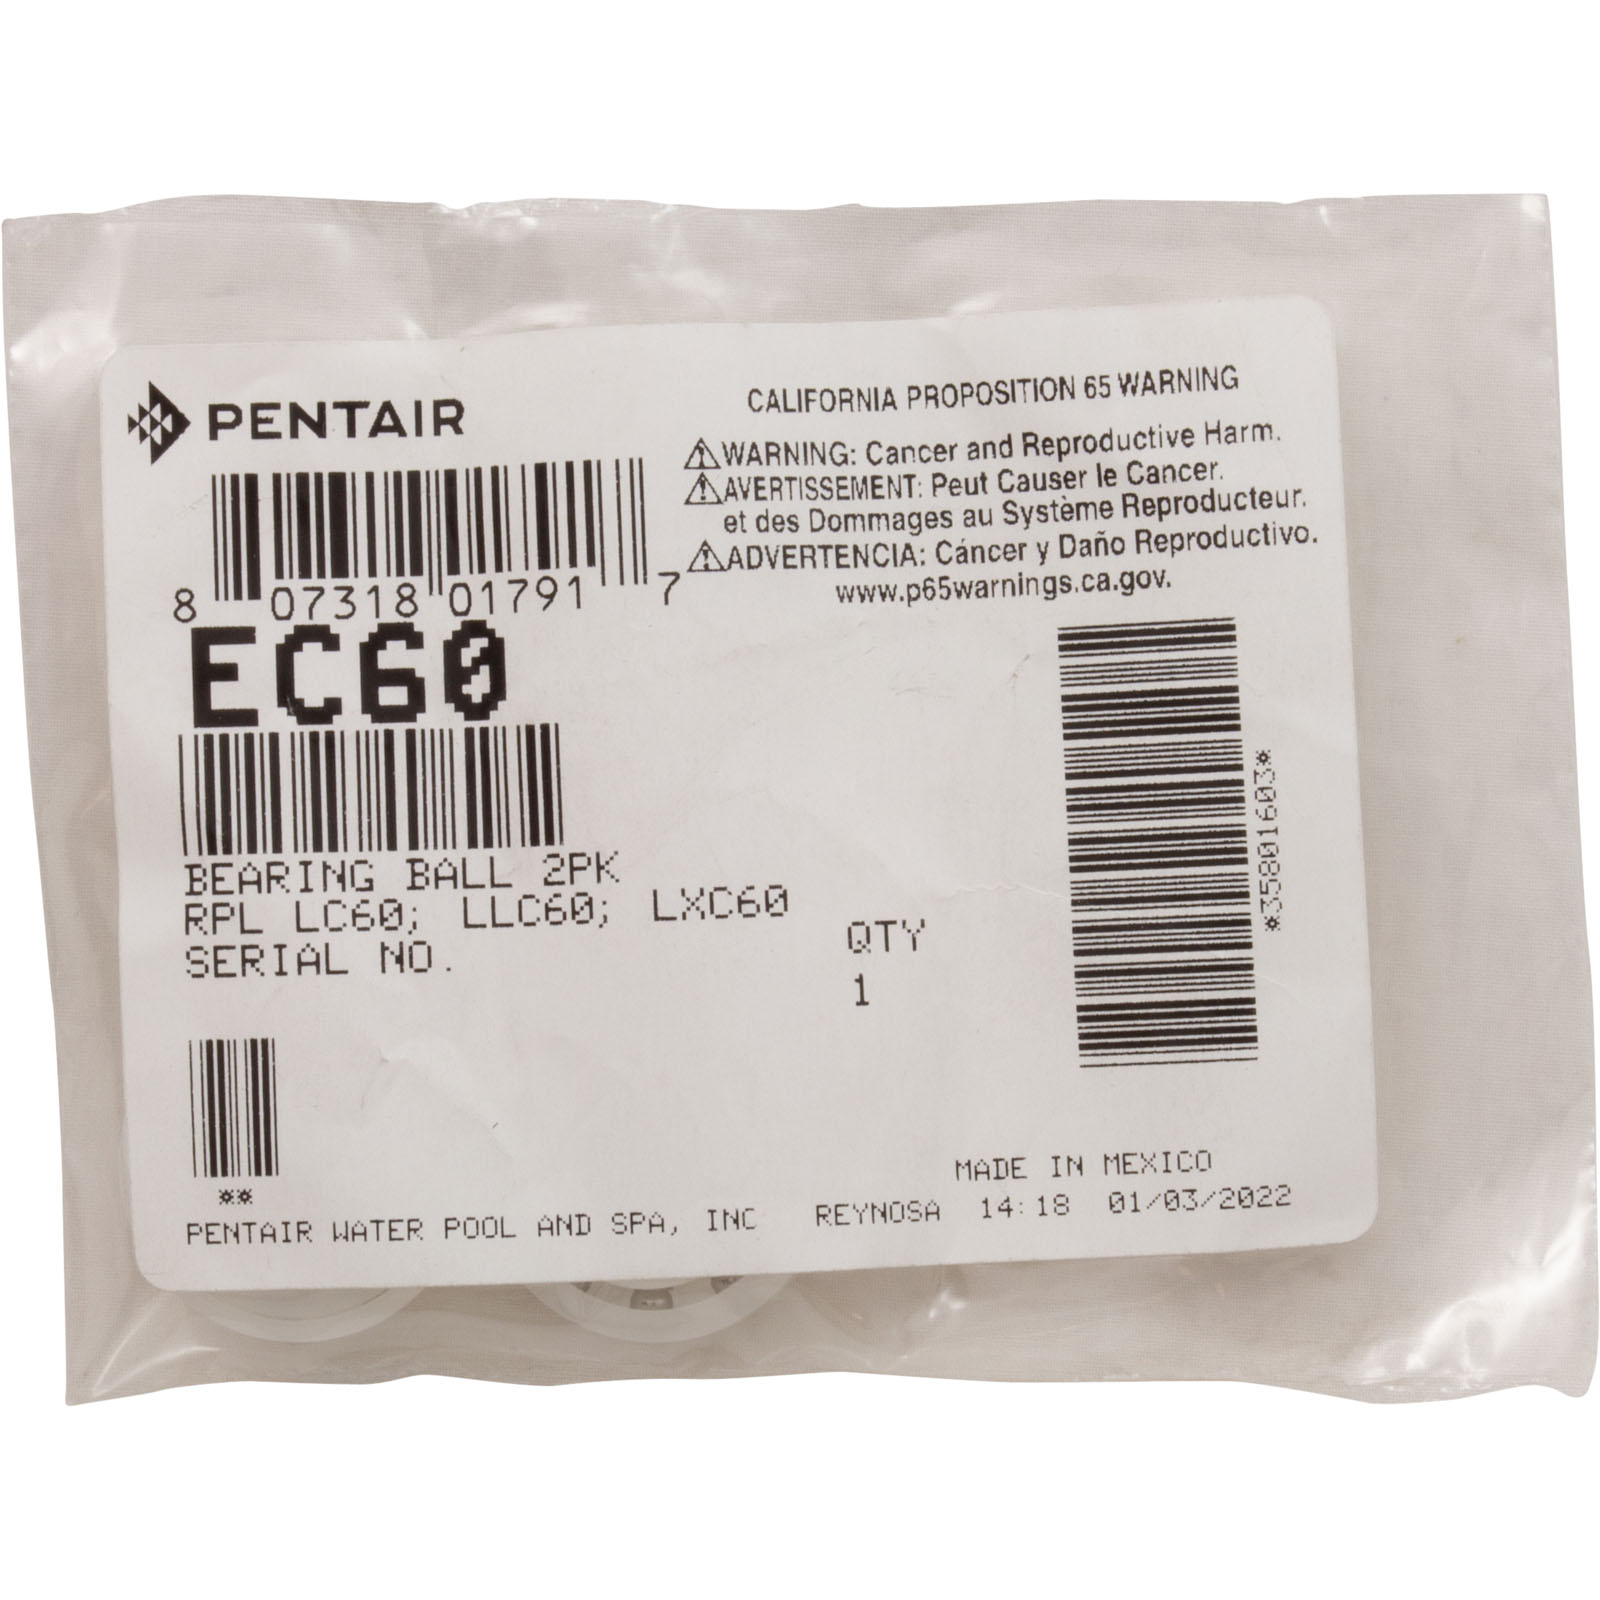 PENTAIR
8 07318 01791 7
EC60
BEARING BALL 2PK
RPL LC60; LLC60; LXC60
SERIAL NO.
QTY
1
**
PENTAIR WATER POOL AND SPA, INC REYNOSA 14:18 01/03/2022
MADE IN MEXICO
CALIFORNIA PROPOSITION 65 WARNING
⚠WARNING: Cancer and Reproductive Harm.
⚠AVERTISSEMENT: Peut Causer le Cancer.
et des Dommages au Système Reproducteur.
⚠ADVERTENCIA: Cáncer y Daño Reproductivo.
www.p65warnings.ca.gov.
*35801603*